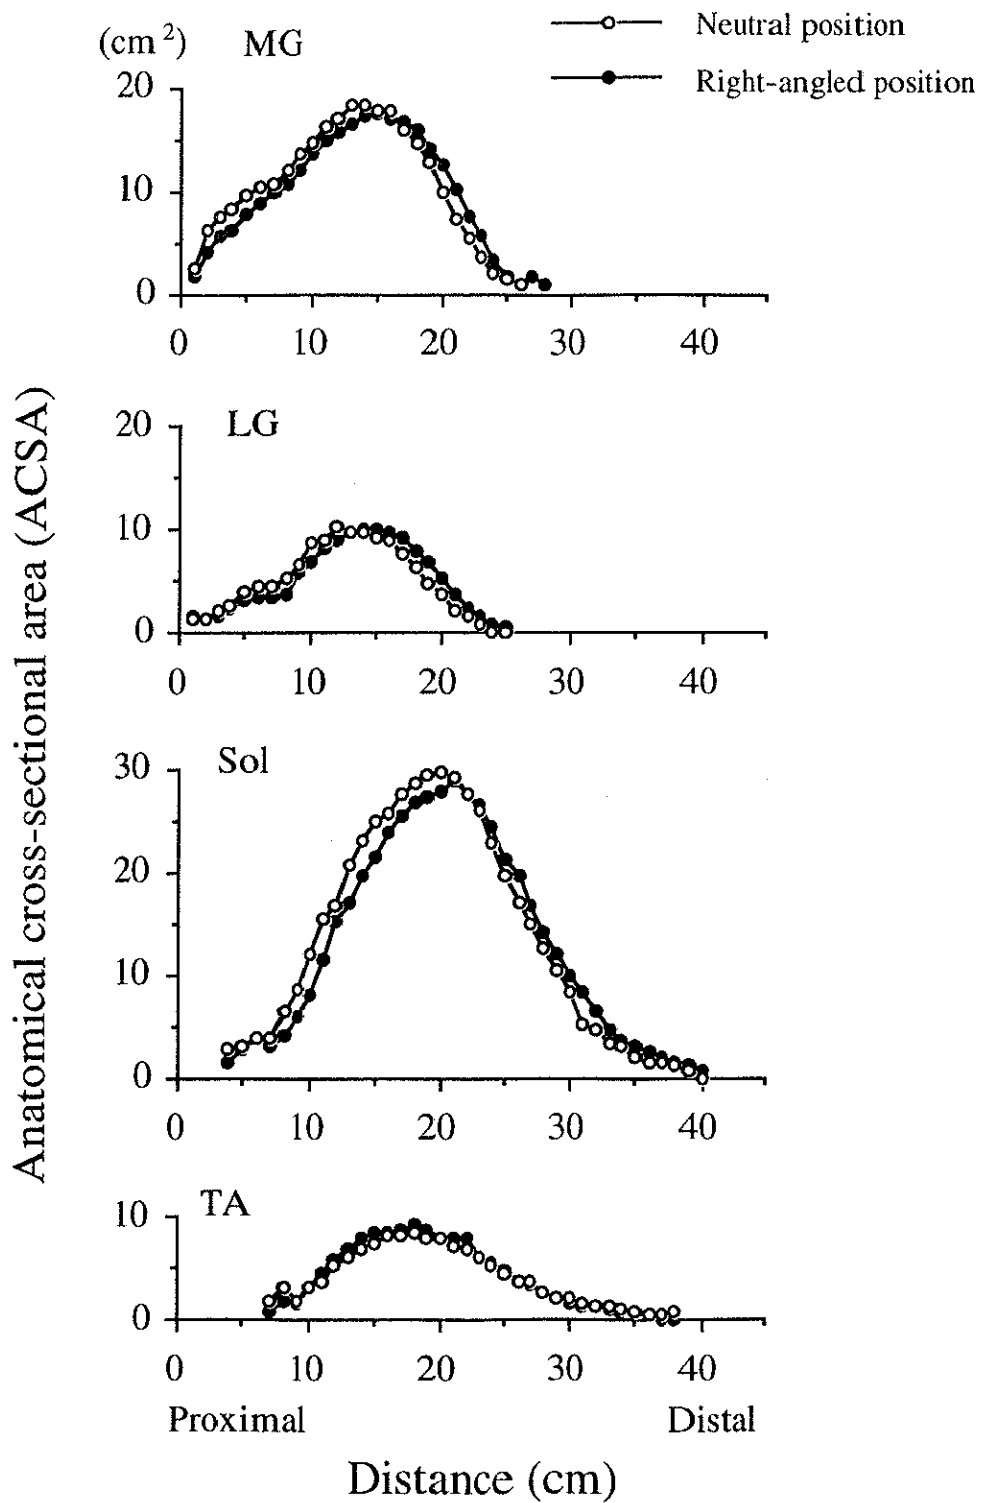 (cm²) MG
Neutral position
Right-angled position
20
10
0
0 10 20 30 40
LG
20
10
0
0 10 20 30 40
Sol
30
20
10
0
0 10 20 30 40
TA
10
0
0 10 20 30 40
Proximal Distal
Distance (cm)
Anatomical cross-sectional area (ACSA)